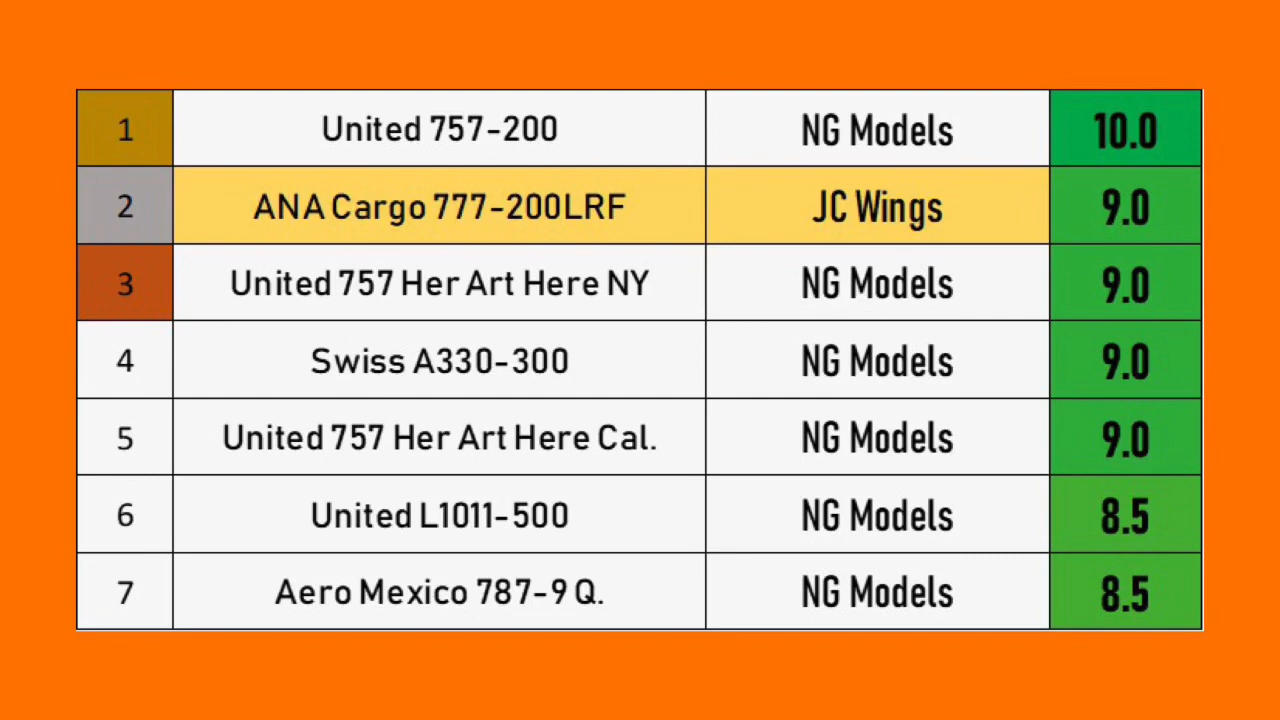 1 United 757-200 NG Models 10.0
2 ANA Cargo 777-200LRF JC Wings 9.0
3 United 757 Her Art Here NY NG Models 9.0
4 Swiss A330-300 NG Models 9.0
5 United 757 Her Art Here Cal. NG Models 9.0
6 United L1011-500 NG Models 8.5
7 Aero Mexico 787-9 Q. NG Models 8.5